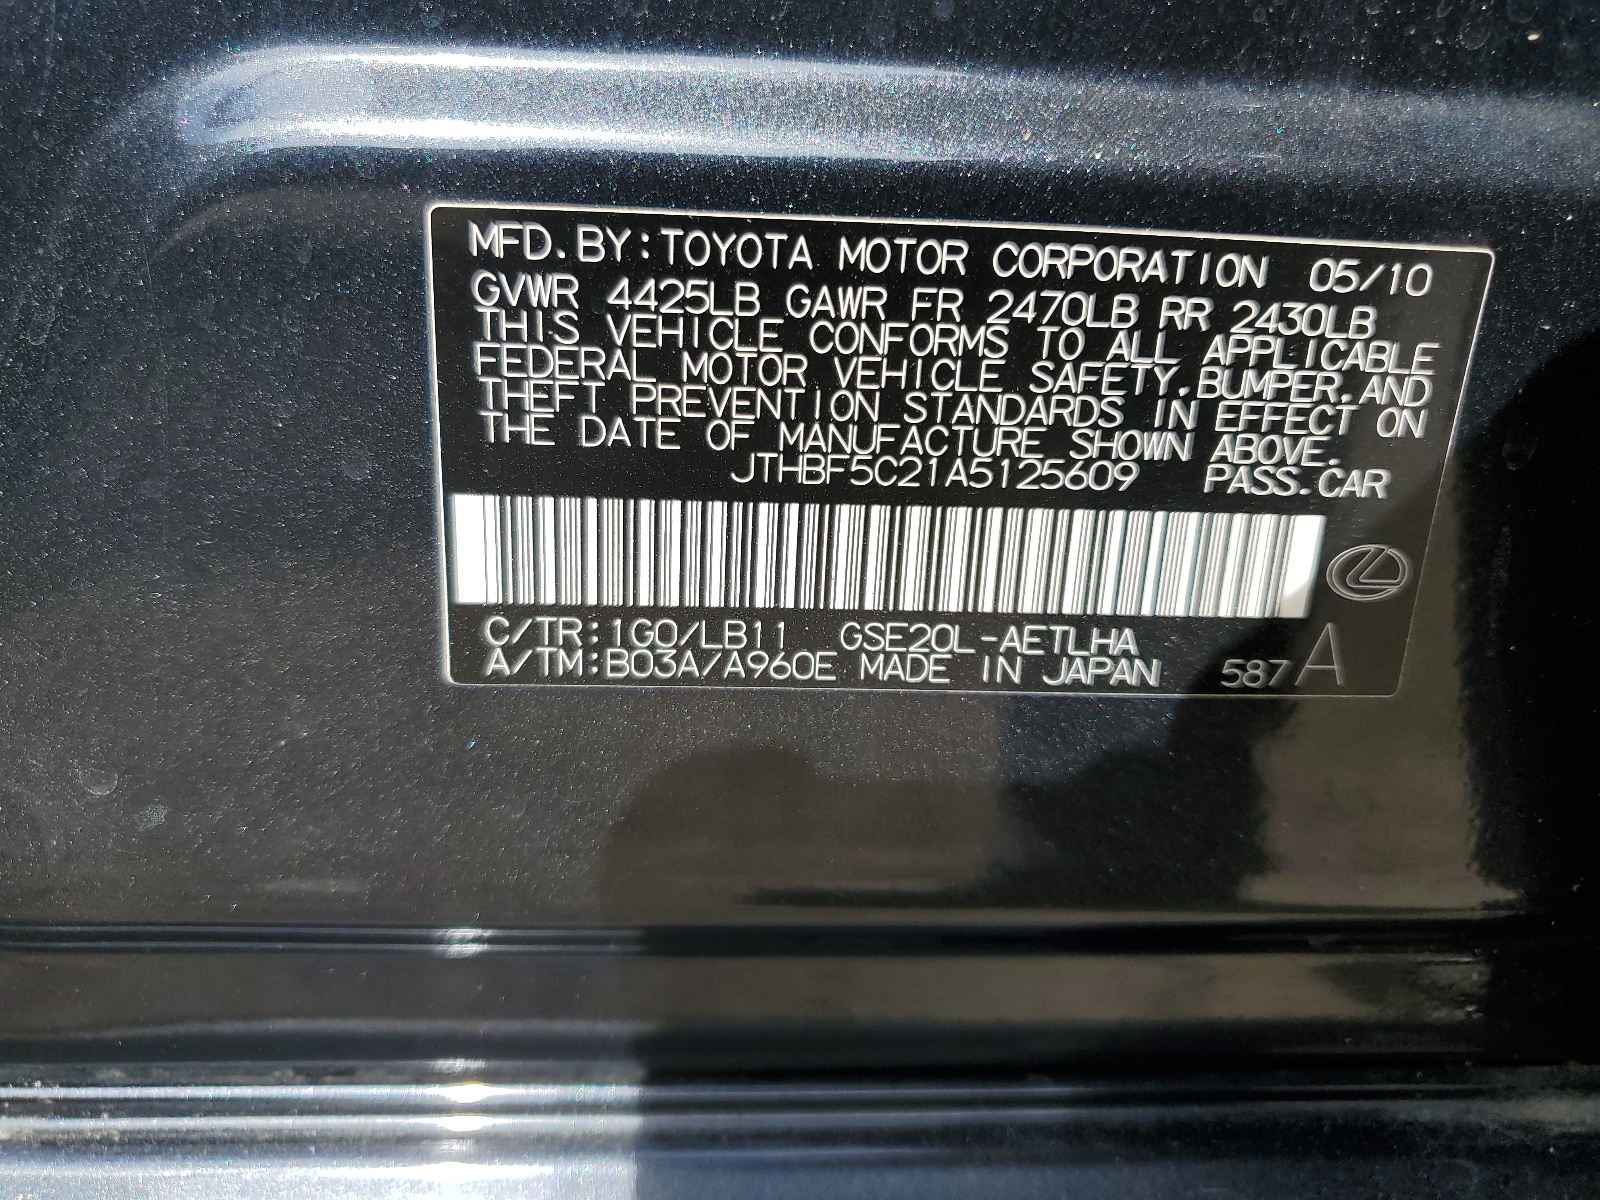 MFD.BY:TOYOTA MOTOR CORPORATION 05/10
GVWR 4425LB GAWR FR 2470LB RR 2430LB
THIS VEHICLE CONFORMS TO ALL APPLICABLE
FEDERAL MOTOR VEHICLE SAFETY,BUMPER,AND
THEFT PREVENTION STANDARDS IN EFFECT ON
THE DATE OF MANUFACTURE SHOWN ABOVE.
JTHBF5C21A5125609 PASS.CAR
C/TR:1G0/LB11 GSE20L-AETLHA
A/TM:B03A/A960E MADE IN JAPAN 587A